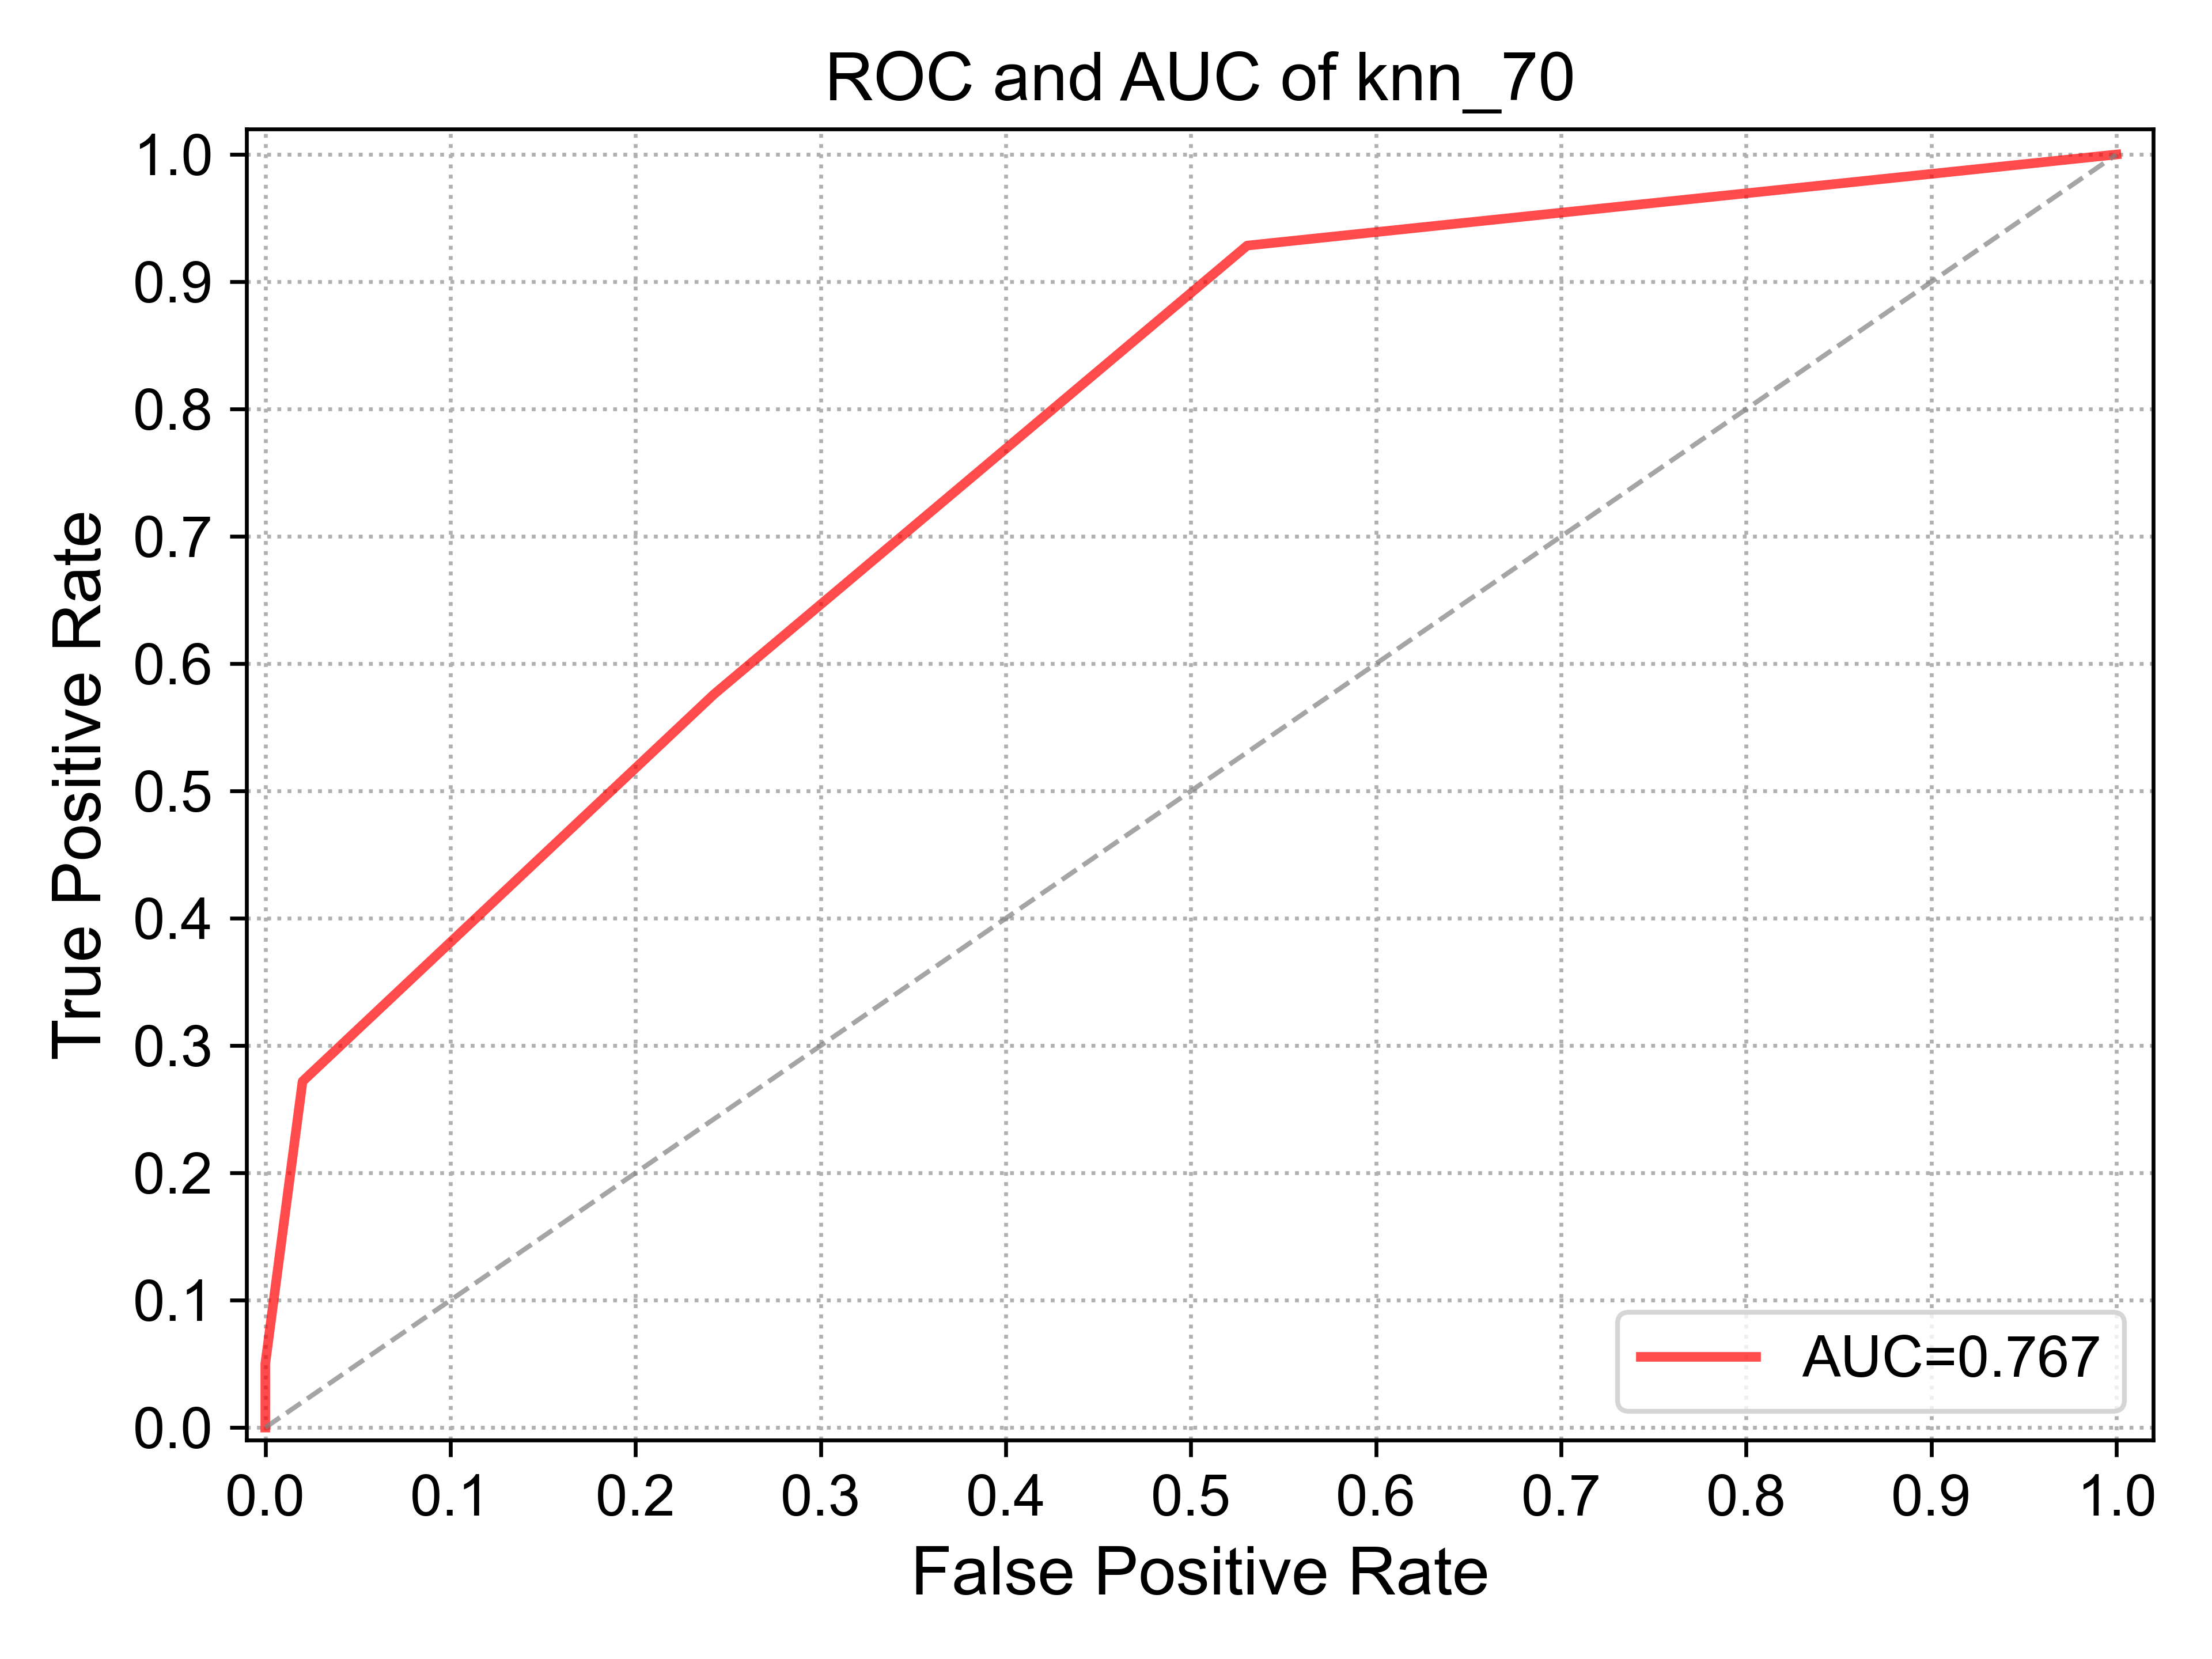 ROC and AUC of knn_70
1.0
0.9
0.8
0.7
0.6
0.5
0.4
0.3
0.2
0.1
0.0
True Positive Rate
AUC=0.767
0.0 0.1 0.2 0.3 0.4 0.5 0.6 0.7 0.8 0.9 1.0
False Positive Rate